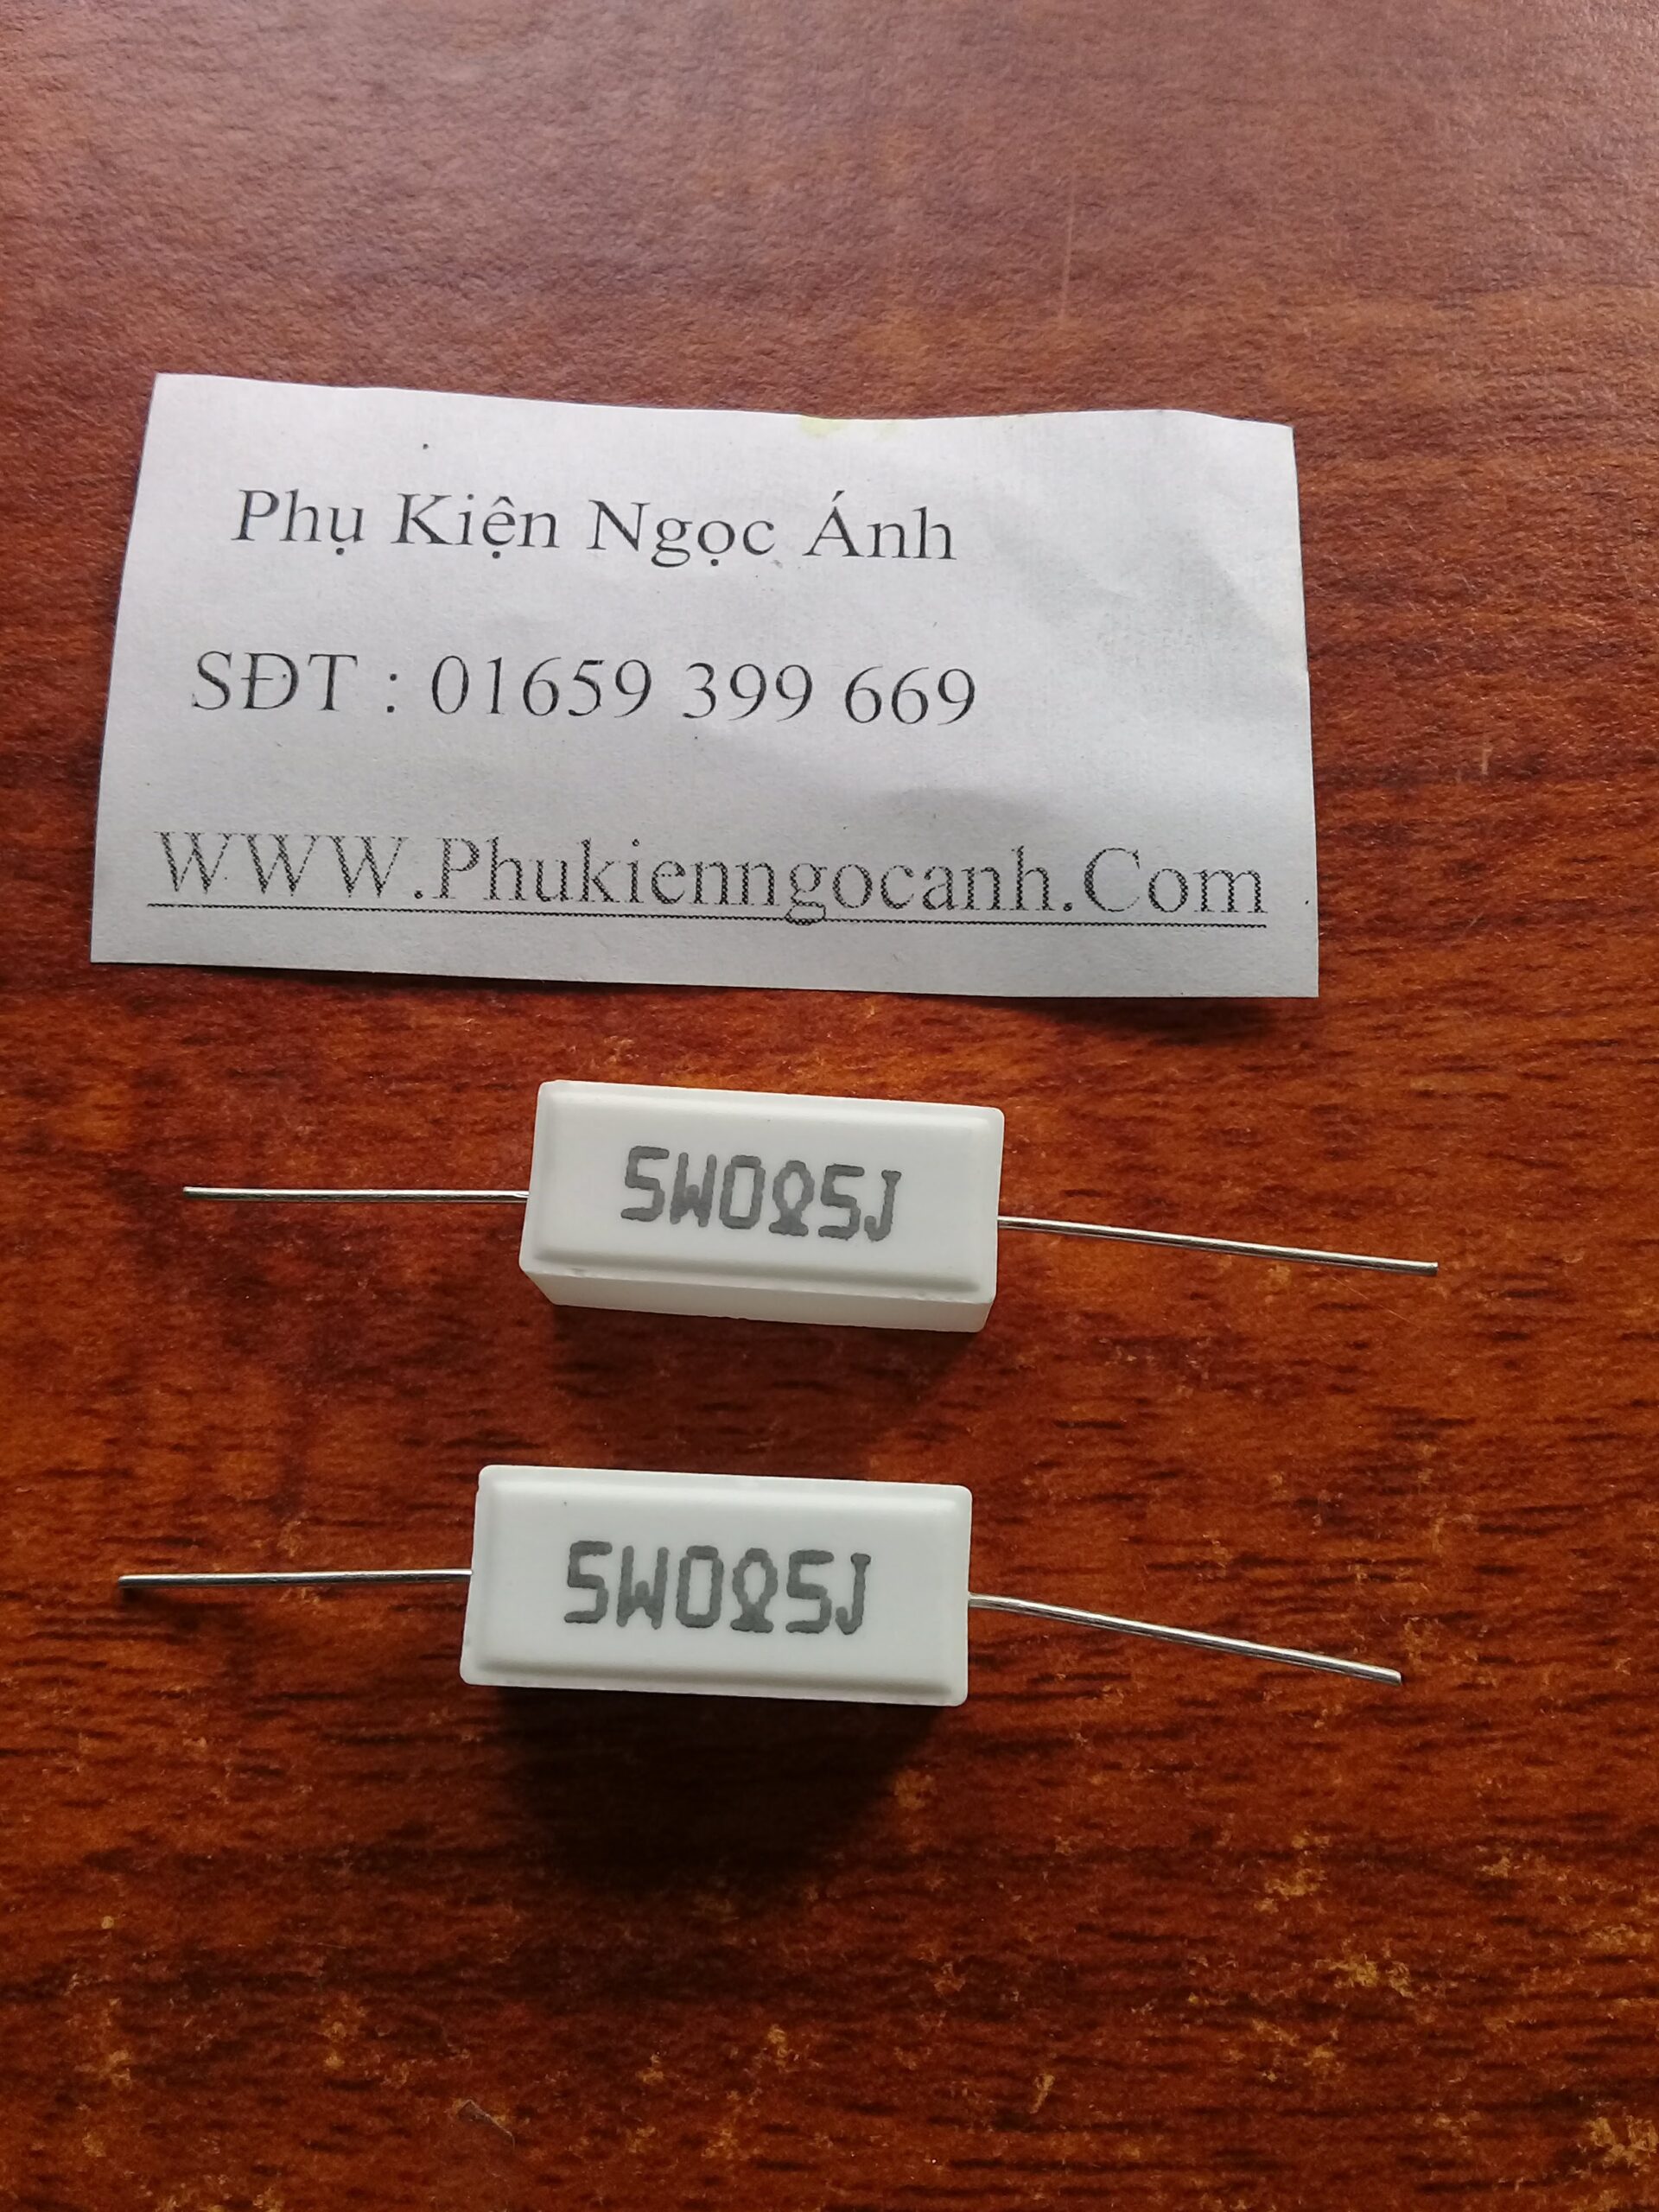 Phụ Kiện Ngọc Ánh
SĐT : 01659 399 669
WWW.Phukienngocanh.Com
5W0Ω5J
5W0Ω5J